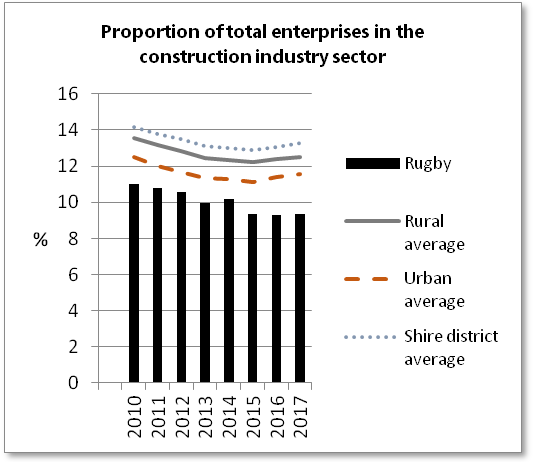 Proportion of total enterprises in the
construction industry sector
16
14
12
10
8
6
4
2
0
%
2010
2011
2012
2013
2014
2015
2016
2017
Rugby
Rural
average
Urban
average
Shire district
average